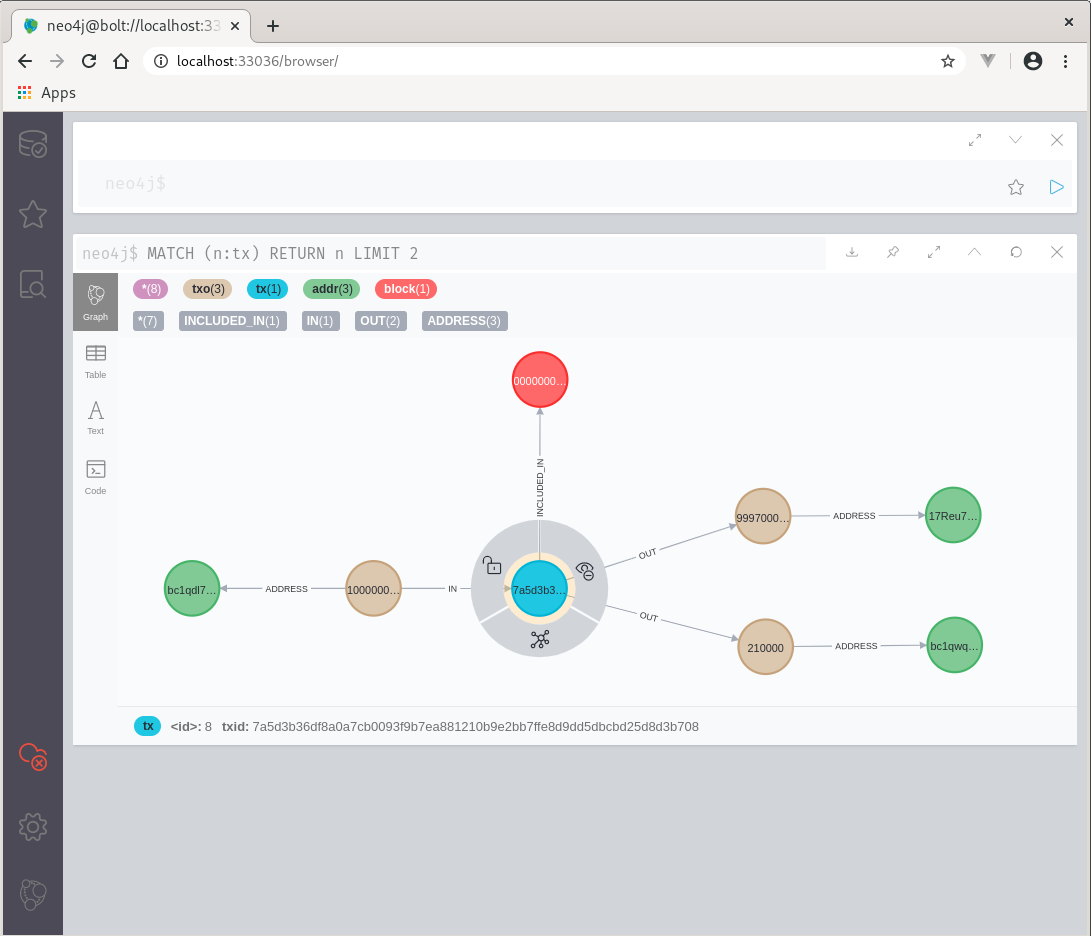 neo4j@bolt://localhost:33
localhost:33036/browser/
Apps
neo4j$
neo4j$ MATCH (n:tx) RETURN n LIMIT 2
*(8) txo(3) tx(1) addr(3) block(1)
*(7) INCLUDED_IN(1) IN(1) OUT(2) ADDRESS(3)
Graph
Table
Text
Code
0000000…
INCLUDED_IN
9997000…
ADDRESS
17Reu7…
OUT
bc1qdl7…
ADDRESS
1000000…
IN
7a5d3b3…
OUT
210000
ADDRESS
bc1qwq…
tx <id>: 8 txid: 7a5d3b36df8a0a7cb0093f9b7ea881210b9e2bb7ffe8d9dd5dbcbd25d8d3b708